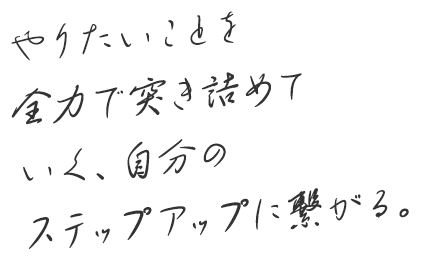 やりたいことを
全力で突き詰めて
いく、自分の
ステップアップに繋がる。